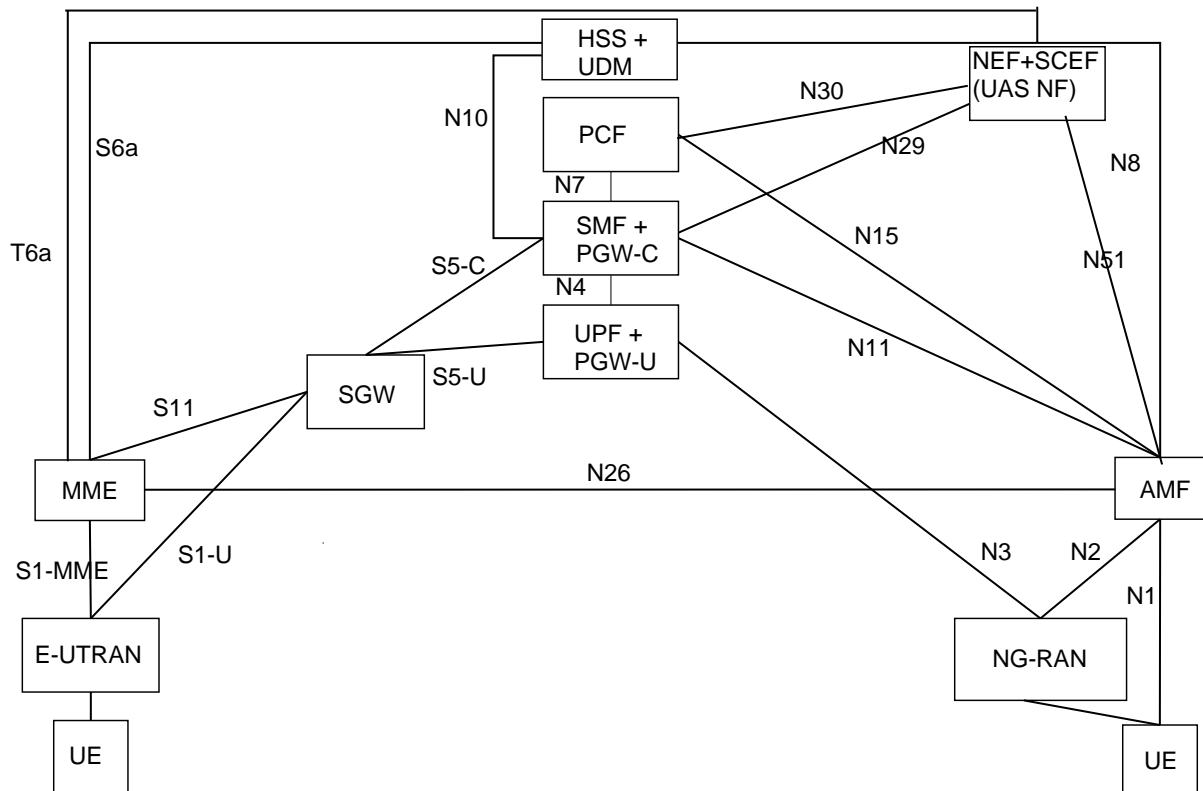 HSS +
UDM
NEF+SCEF
(UAS NF)
N30
N10
PCF
S6a
N29
N8
N7
T6a
SMF +
PGW-C
N15
S5-C
N51
N4
UPF +
PGW-U
N11
S5-U
SGW
S11
N26
MME
AMF
S1-U
N3
N2
S1-MME
N1
E-UTRAN
NG-RAN
UE
UE